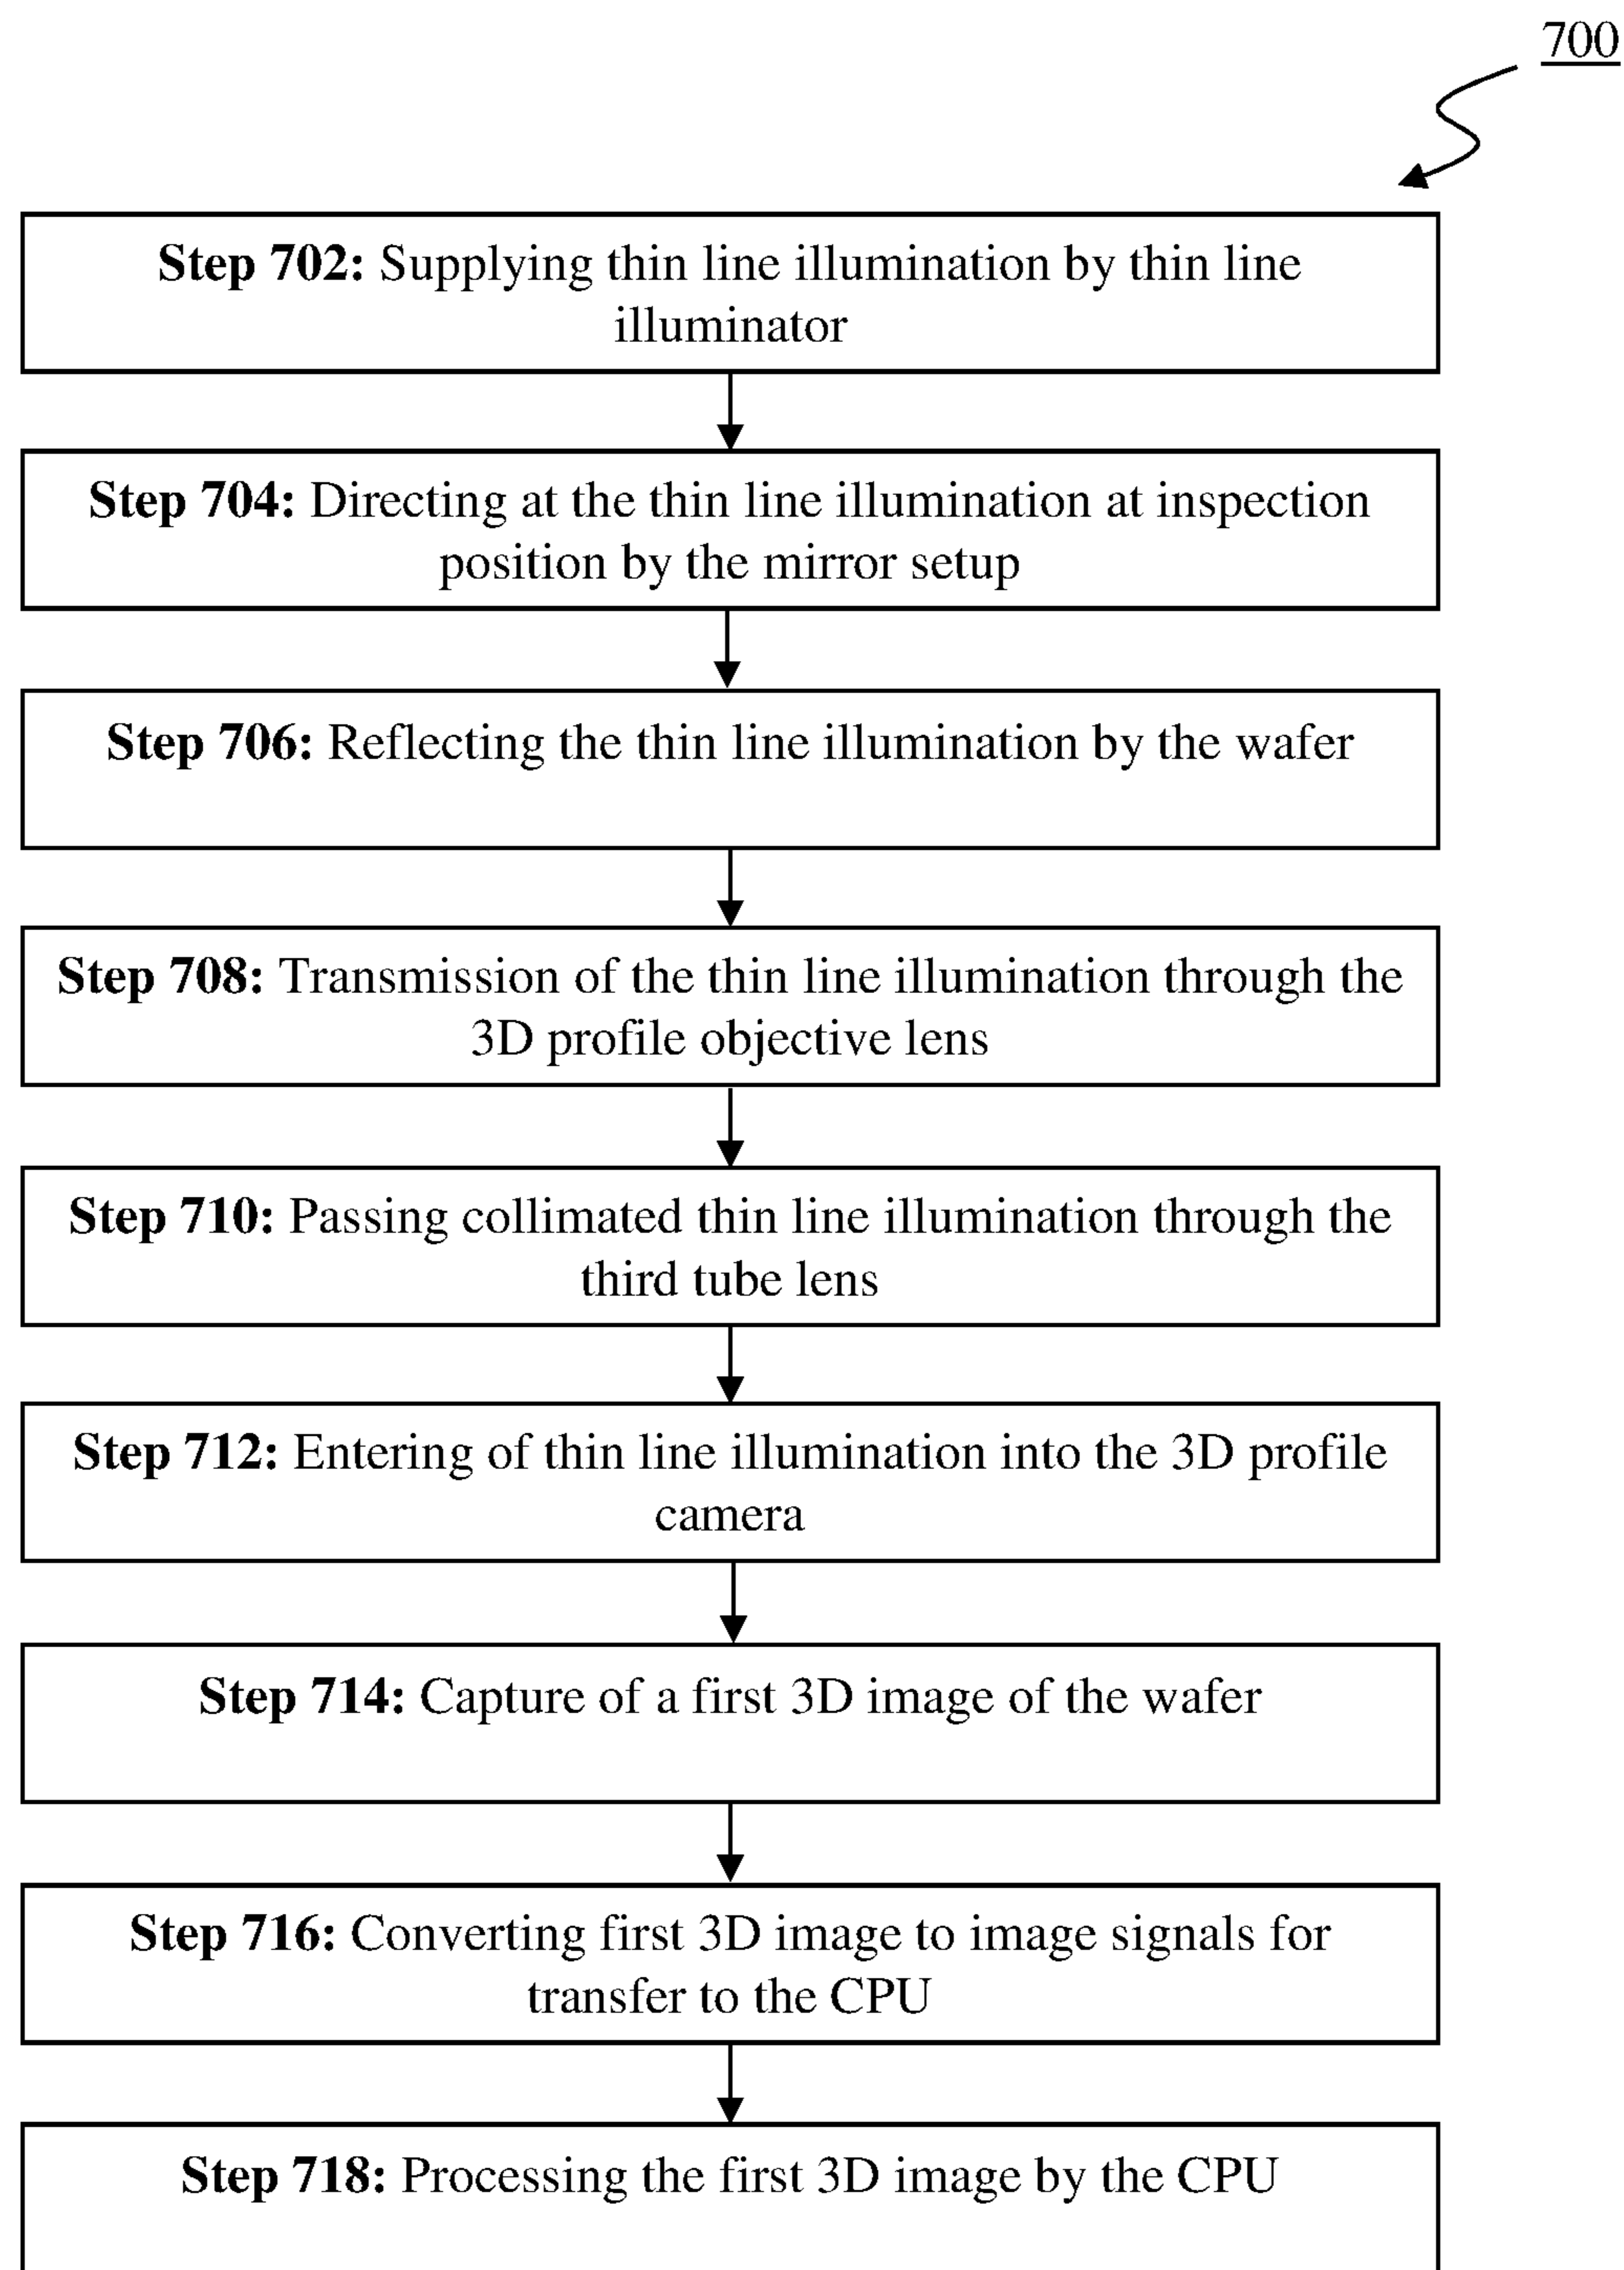 700
Step 702: Supplying thin line illumination by thin line
illuminator
Step 704: Directing at the thin line illumination at inspection
position by the mirror setup
Step 706: Reflecting the thin line illumination by the wafer
Step 708: Transmission of the thin line illumination through the
3D profile objective lens
Step 710: Passing collimated thin line illumination through the
third tube lens
Step 712: Entering of thin line illumination into the 3D profile
camera
Step 714: Capture of a first 3D image of the wafer
Step 716: Converting first 3D image to image signals for
transfer to the CPU
Step 718: Processing the first 3D image by the CPU